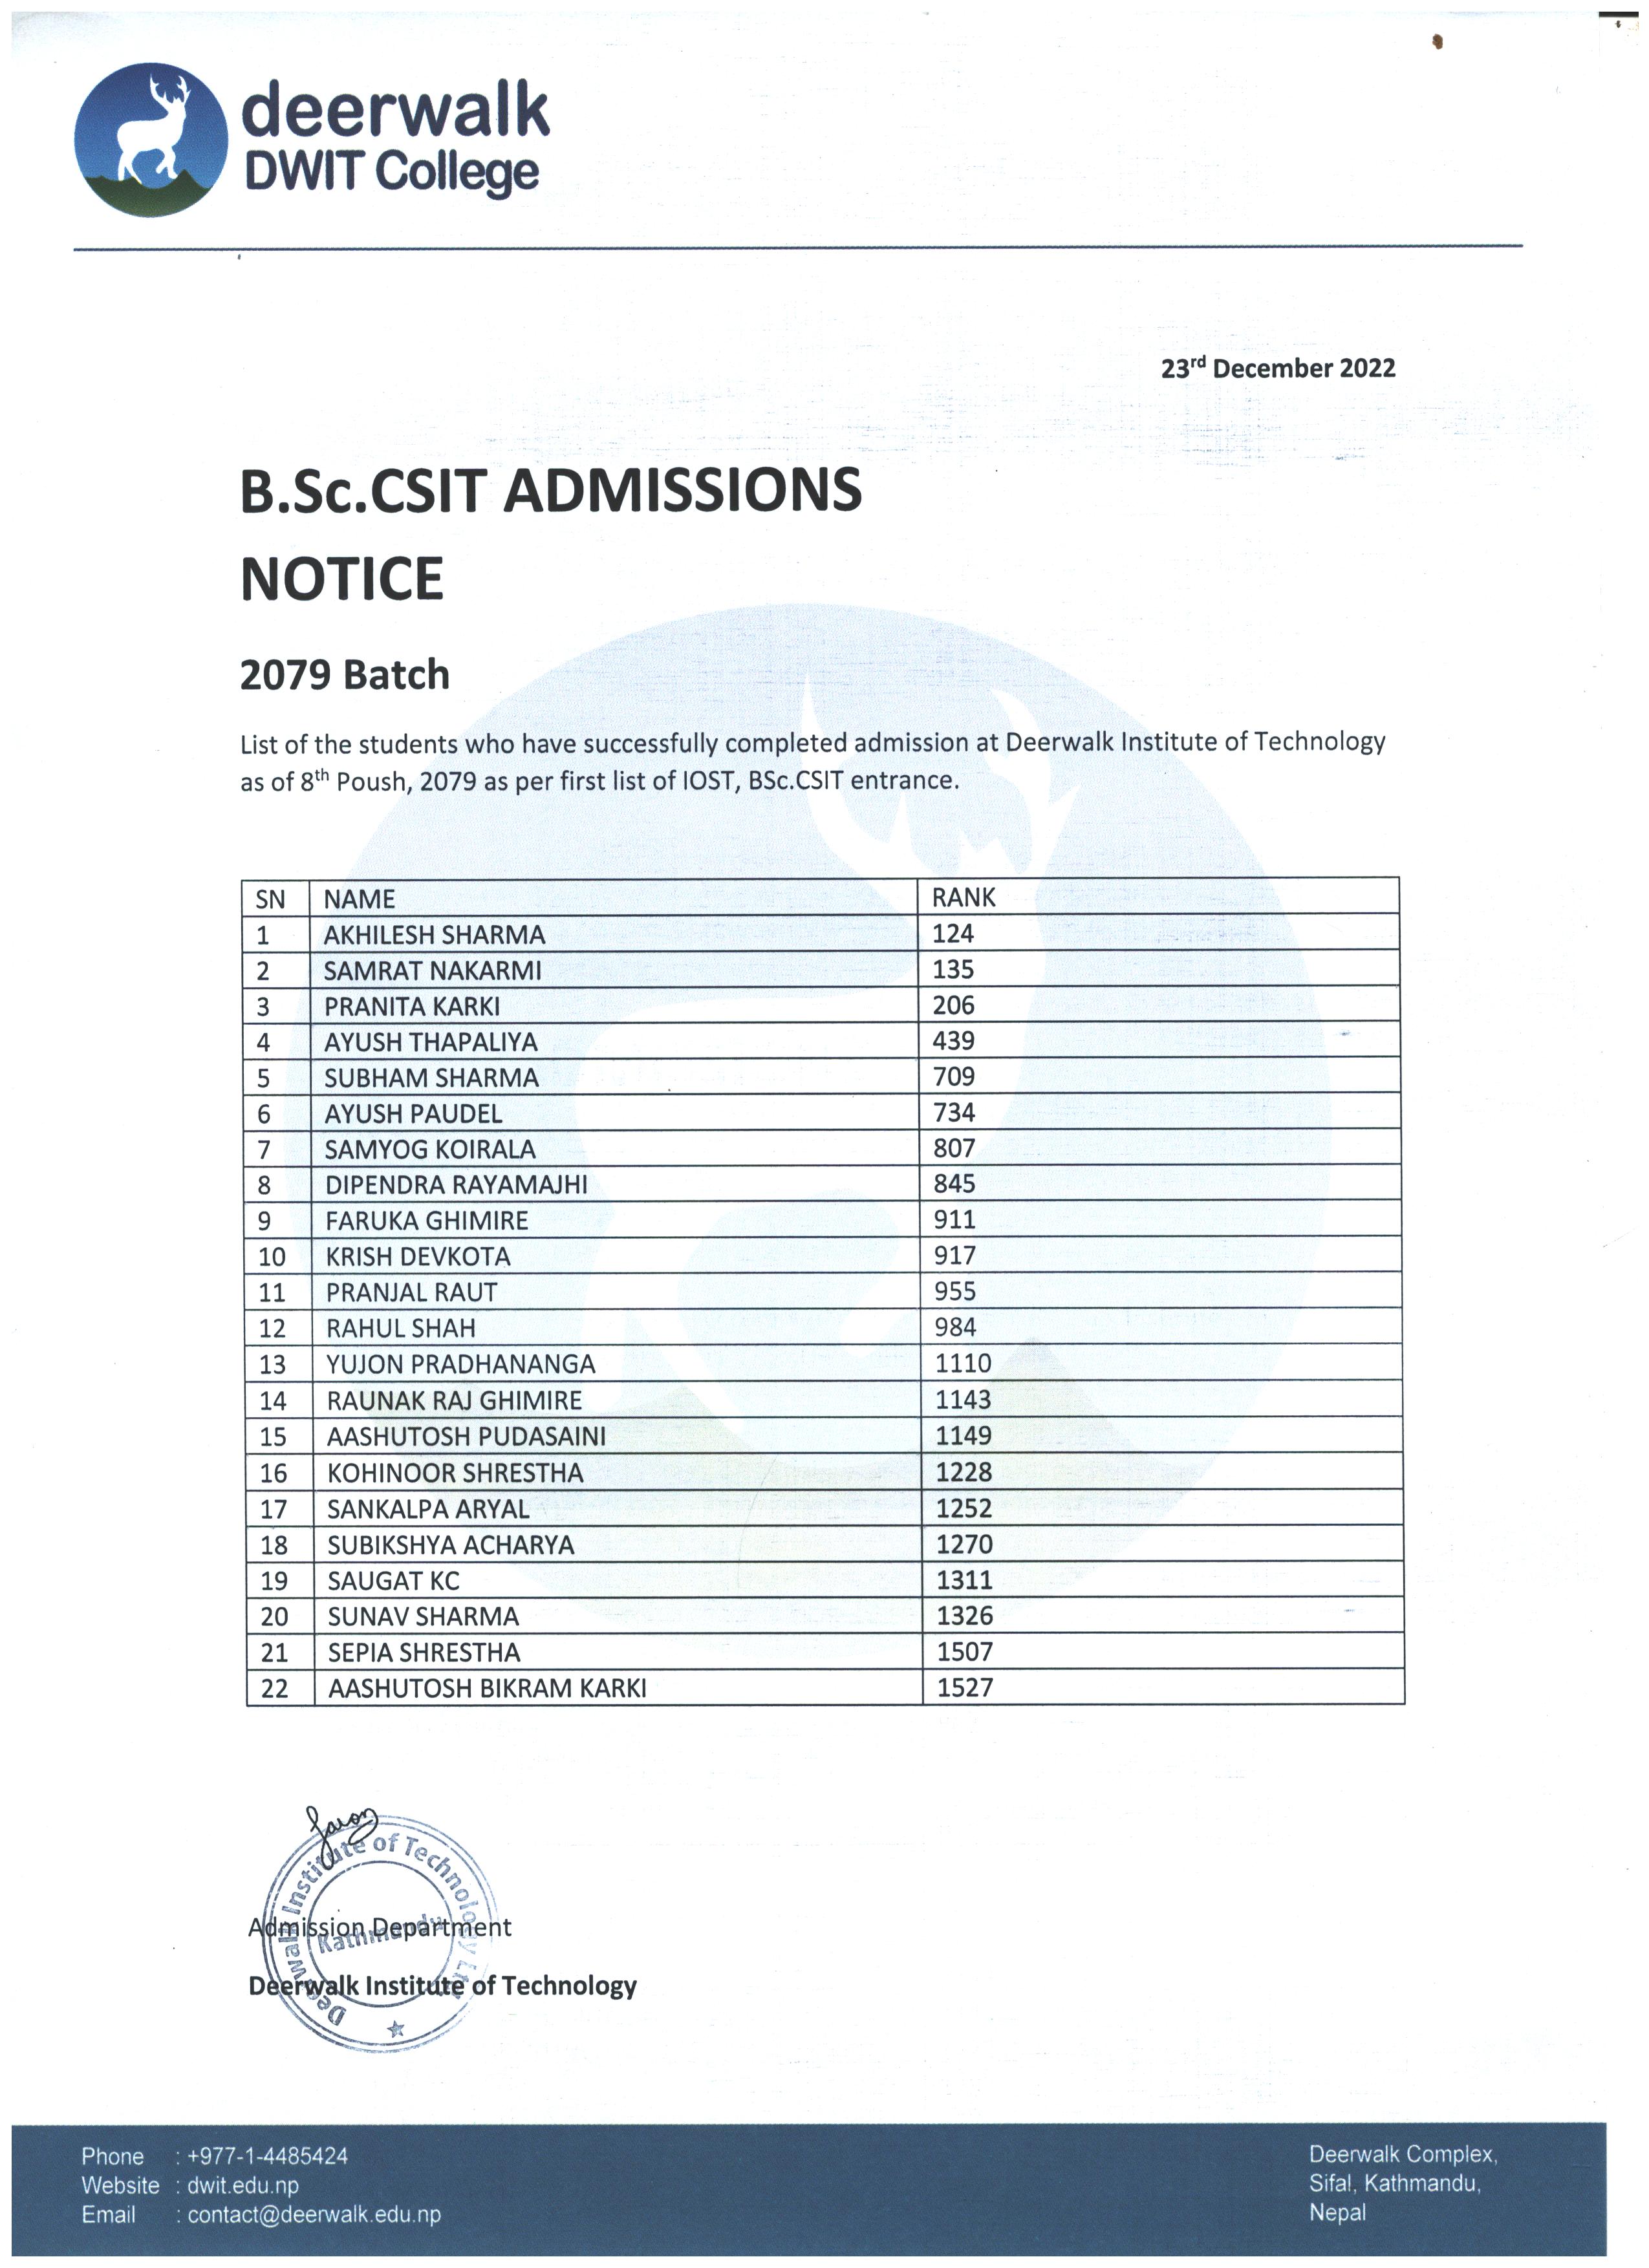 deerwalk
DWIT College
23rd December 2022
B.Sc.CSIT ADMISSIONS
NOTICE
2079 Batch
List of the students who have successfully completed admission at Deerwalk Institute of Technology
as of 8th Poush, 2079 as per first list of IOST, BSc.CSIT entrance.
SN NAME RANK
1 AKHILESH SHARMA 124
2 SAMRAT NAKARMI 135
3 PRANITA KARKI 206
4 AYUSH THAPALIYA 439
5 SUBHAM SHARMA 709
6 AYUSH PAUDEL 734
7 SAMYOG KOIRALA 807
8 DIPENDRA RAYAMAJHI 845
9 FARUKA GHIMIRE 911
10 KRISH DEVKOTA 917
11 PRANJAL RAUT 955
12 RAHUL SHAH 984
13 YUJON PRADHANANGA 1110
14 RAUNAK RAJ GHIMIRE 1143
15 AASHUTOSH PUDASAINI 1149
16 KOHINOOR SHRESTHA 1228
17 SANKALPA ARYAL 1252
18 SUBIKSHYA ACHARYA 1270
19 SAUGAT KC 1311
20 SUNAV SHARMA 1326
21 SEPIA SHRESTHA 1507
22 AASHUTOSH BIKRAM KARKI 1527
Deerwalk Institute of Technology
Kathmandu
Admission Department
Deerwalk Institute of Technology
Phone : +977-1-4485424
Website : dwit.edu.np
Email : contact@deerwalk.edu.np
Deerwalk Complex,
Sifal, Kathmandu,
Nepal